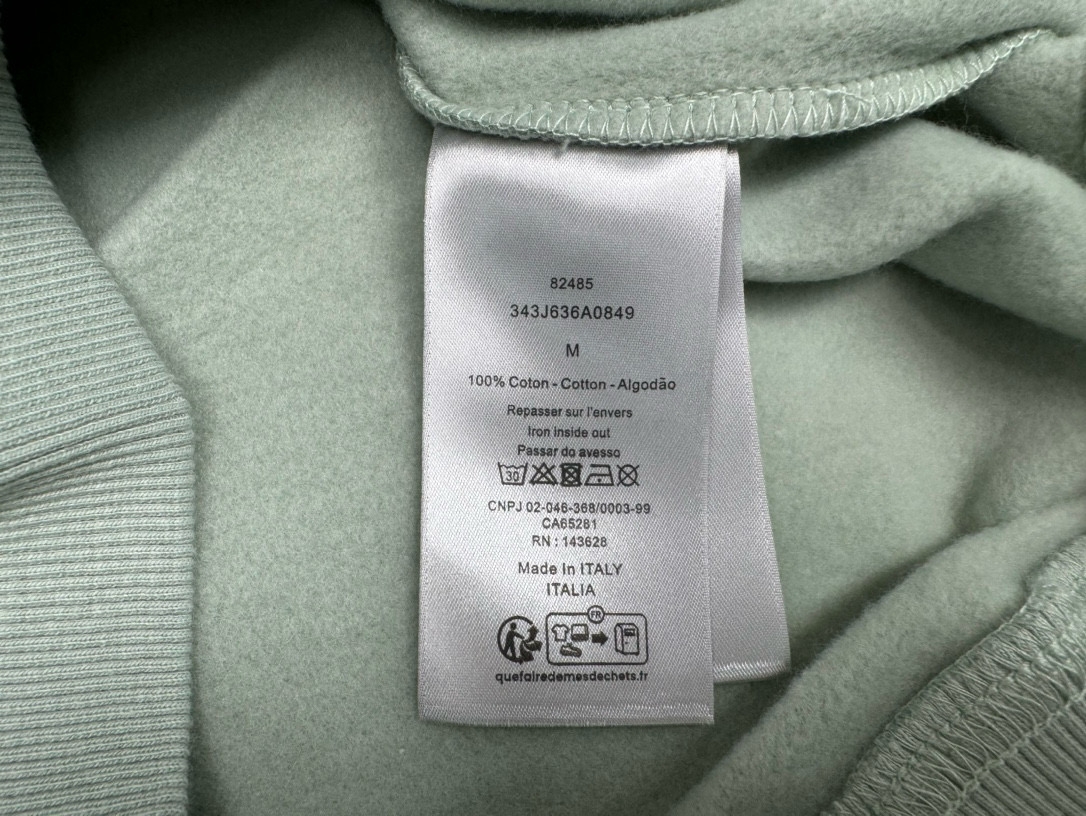 82485
343J636A0849
M
100% Coton - Cotton - Algodão
Repasser sur l'envers
Iron inside out
Passar do avesso
30
CNPJ 02-046-368/0003-99
CA65281
RN : 143628
Made In ITALY
ITALIA
FR
quefairedemesdechets.fr